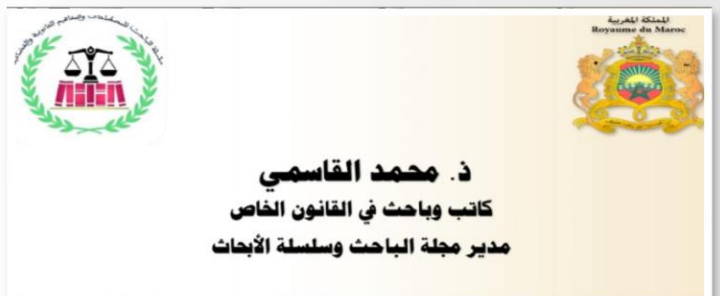 المملكة المغربية
Royaume du Maroc
ذ. محمد القاسمي
كاتب وباحث في القانون الخاص
مدير مجلة الباحث وسلسلة الأبحاث